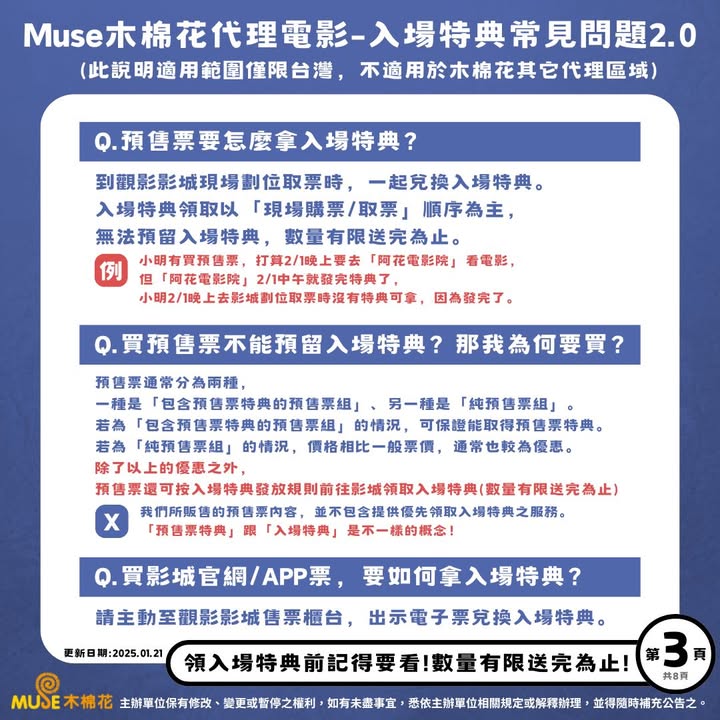 Muse木棉花代理電影-入場特典常見問題2.0
(此說明適用範圍僅限台灣，不適用於木棉花其它代理區域)
Q.預售票要怎麼拿入場特典？
到觀影影城現場劃位取票時，一起兌換入場特典。
入場特典領取以「現場購票/取票」順序為主，
無法預留入場特典，數量有限送完為止。
例
小明有買預售票，打算2/1晚上要去「阿花電影院」看電影，
但「阿花電影院」2/1中午就發完特典了，
小明2/1晚上去影城劃位取票時沒有特典可拿，因為發完了。
Q.買預售票不能預留入場特典？那我為何要買？
預售票通常分為兩種，
一種是「包含預售票特典的預售票組」、另一種是「純預售票組」。
若為「包含預售票特典的預售票組」的情況，可保證能取得預售票特典。
若為「純預售票組」的情況，價格相比一般票價，通常也較為優惠。
除了以上的優惠之外，
預售票還可按入場特典發放規則前往影城領取入場特典(數量有限送完為止)
X
我們所販售的預售票內容，並不包含提供優先領取入場特典之服務。
「預售票特典」跟「入場特典」是不一樣的概念！
Q.買影城官網/APP票，要如何拿入場特典？
請主動至觀影影城售票櫃台，出示電子票兌換入場特典。
更新日期:2025.01.21
領入場特典前記得要看!數量有限送完為止!
第3頁
共8頁
MUSE木棉花
主辦單位保有修改、變更或暫停之權利，如有未盡事宜，悉依主辦單位相關規定或解釋辦理，並得隨時補充公告之。